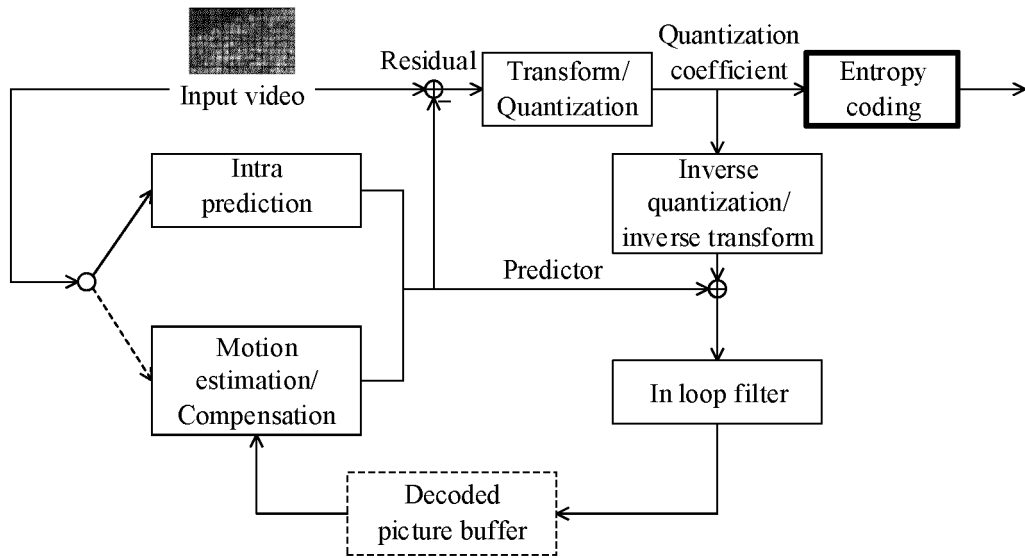 Input video
Residual
Transform/
Quantization
Quantization
coefficient
Entropy
coding
Intra
prediction
Inverse
quantization/
inverse transform
Predictor
Motion
estimation/
Compensation
In loop filter
Decoded
picture buffer